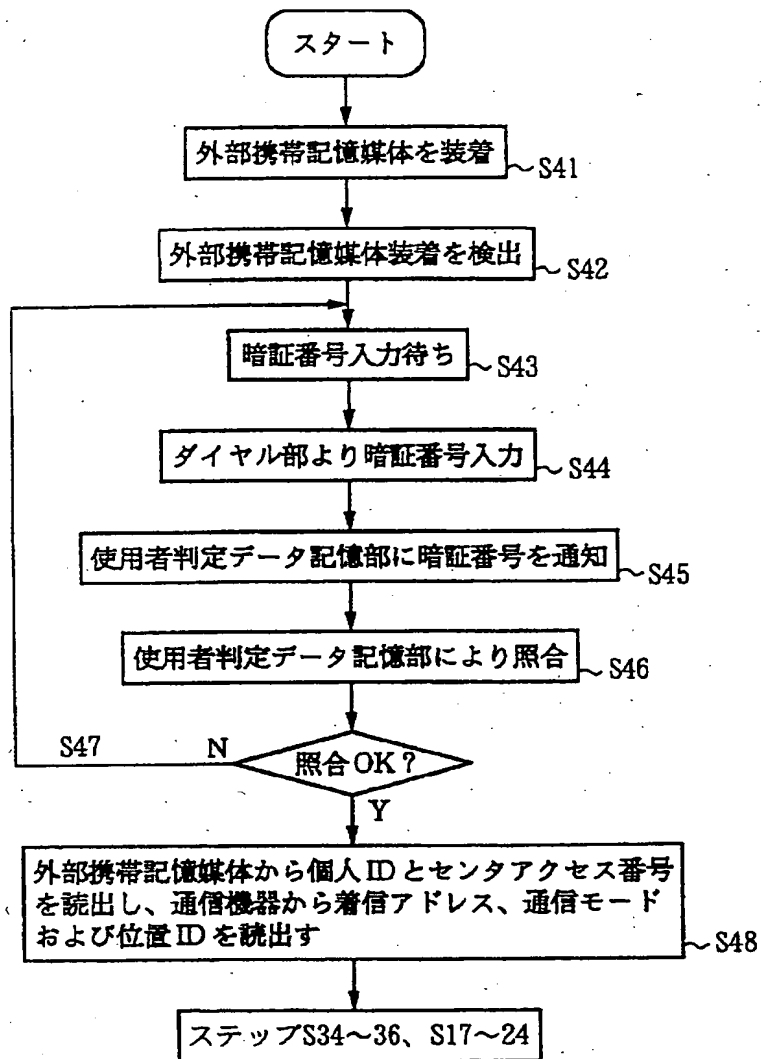 スタート
外部携帯記憶媒体を装着
S41
外部携帯記憶媒体装着を検出
S42
暗証番号入力待ち
S43
ダイヤル部より暗証番号入力
S44
使用者判定データ記憶部に暗証番号を通知
S45
使用者判定データ記憶部により照合
S46
S47
N
照合OK?
Y
外部携帯記憶媒体から個人IDとセンタアクセス番号
を読出し、通信機器から着信アドレス、通信モード
および位置IDを読出す
S48
ステップS34～36、S17～24